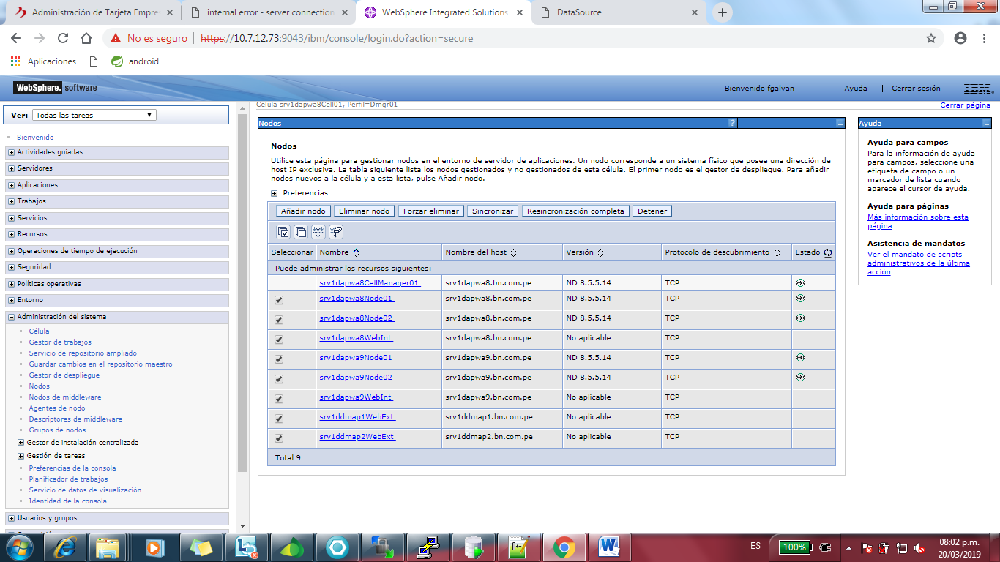 Administración de Tarjeta Empre
internal error - server connection
WebSphere Integrated Solutions
DataSource
No es seguro | https://10.7.12.73:9043/ibm/console/login.do?action=secure
Aplicaciones
android
WebSphere. software
Bienvenido fgalvan
Ayuda | Cerrar sesión
IBM.
Ver: Todas las tareas
Bienvenido
Actividades guiadas
Servidores
Aplicaciones
Trabajos
Servicios
Recursos
Operaciones de tiempo de ejecución
Seguridad
Políticas operativas
Entorno
Administración del sistema
Célula
Gestor de trabajos
Servicio de repositorio ampliado
Guardar cambios en el repositorio maestro
Gestor de despliegue
Nodos
Nodos de middleware
Agentes de nodo
Descriptores de middleware
Grupos de nodos
Gestor de instalación centralizada
Gestión de tareas
Preferencias de la consola
Planificador de trabajos
Servicio de datos de visualización
Identidad de la consola
Usuarios y grupos
Célula srv1dapwa8Cell01, Perfil=Dmgr01
Cerrar página
Nodos
?
Nodos
Utilice esta página para gestionar nodos en el entorno de servidor de aplicaciones. Un nodo corresponde a un sistema físico que posee una dirección de
host IP exclusiva. La tabla siguiente lista los nodos gestionados y no gestionados de esta célula. El primer nodo es el gestor de despliegue. Para añadir
nodos nuevos a la célula y a esta lista, pulse Añadir nodo.
Preferencias
Añadir nodo Eliminar nodo Forzar eliminar Sincronizar Resincronización completa Detener
Seleccionar Nombre Nombre del host Versión Protocolo de descubrimiento Estado
Puede administrar los recursos siguientes:
srv1dapwa8CellManager01 srv1dapwa8.bn.com.pe ND 8.5.5.14 TCP
srv1dapwa8Node01 srv1dapwa8.bn.com.pe ND 8.5.5.14 TCP
srv1dapwa8Node02 srv1dapwa8.bn.com.pe ND 8.5.5.14 TCP
srv1dapwa8WebInt srv1dapwa8.bn.com.pe No aplicable TCP
srv1dapwa9Node01 srv1dapwa9.bn.com.pe ND 8.5.5.14 TCP
srv1dapwa9Node02 srv1dapwa9.bn.com.pe ND 8.5.5.14 TCP
srv1dapwa9WebInt srv1dapwa9.bn.com.pe No aplicable TCP
srv1ddmap1WebExt srv1ddmap1.bn.com.pe No aplicable TCP
srv1ddmap2WebExt srv1ddmap2.bn.com.pe No aplicable TCP
Total 9
Ayuda
Ayuda para campos
Para la información de ayuda
para campos, seleccione una
etiqueta de campo o un
marcador de lista cuando
aparece el cursor de ayuda.
Ayuda para páginas
Más información sobre esta
página
Asistencia de mandatos
Ver el mandato de scripts
administrativos de la última
acción
ES
100%
08:02 p.m.
20/03/2019